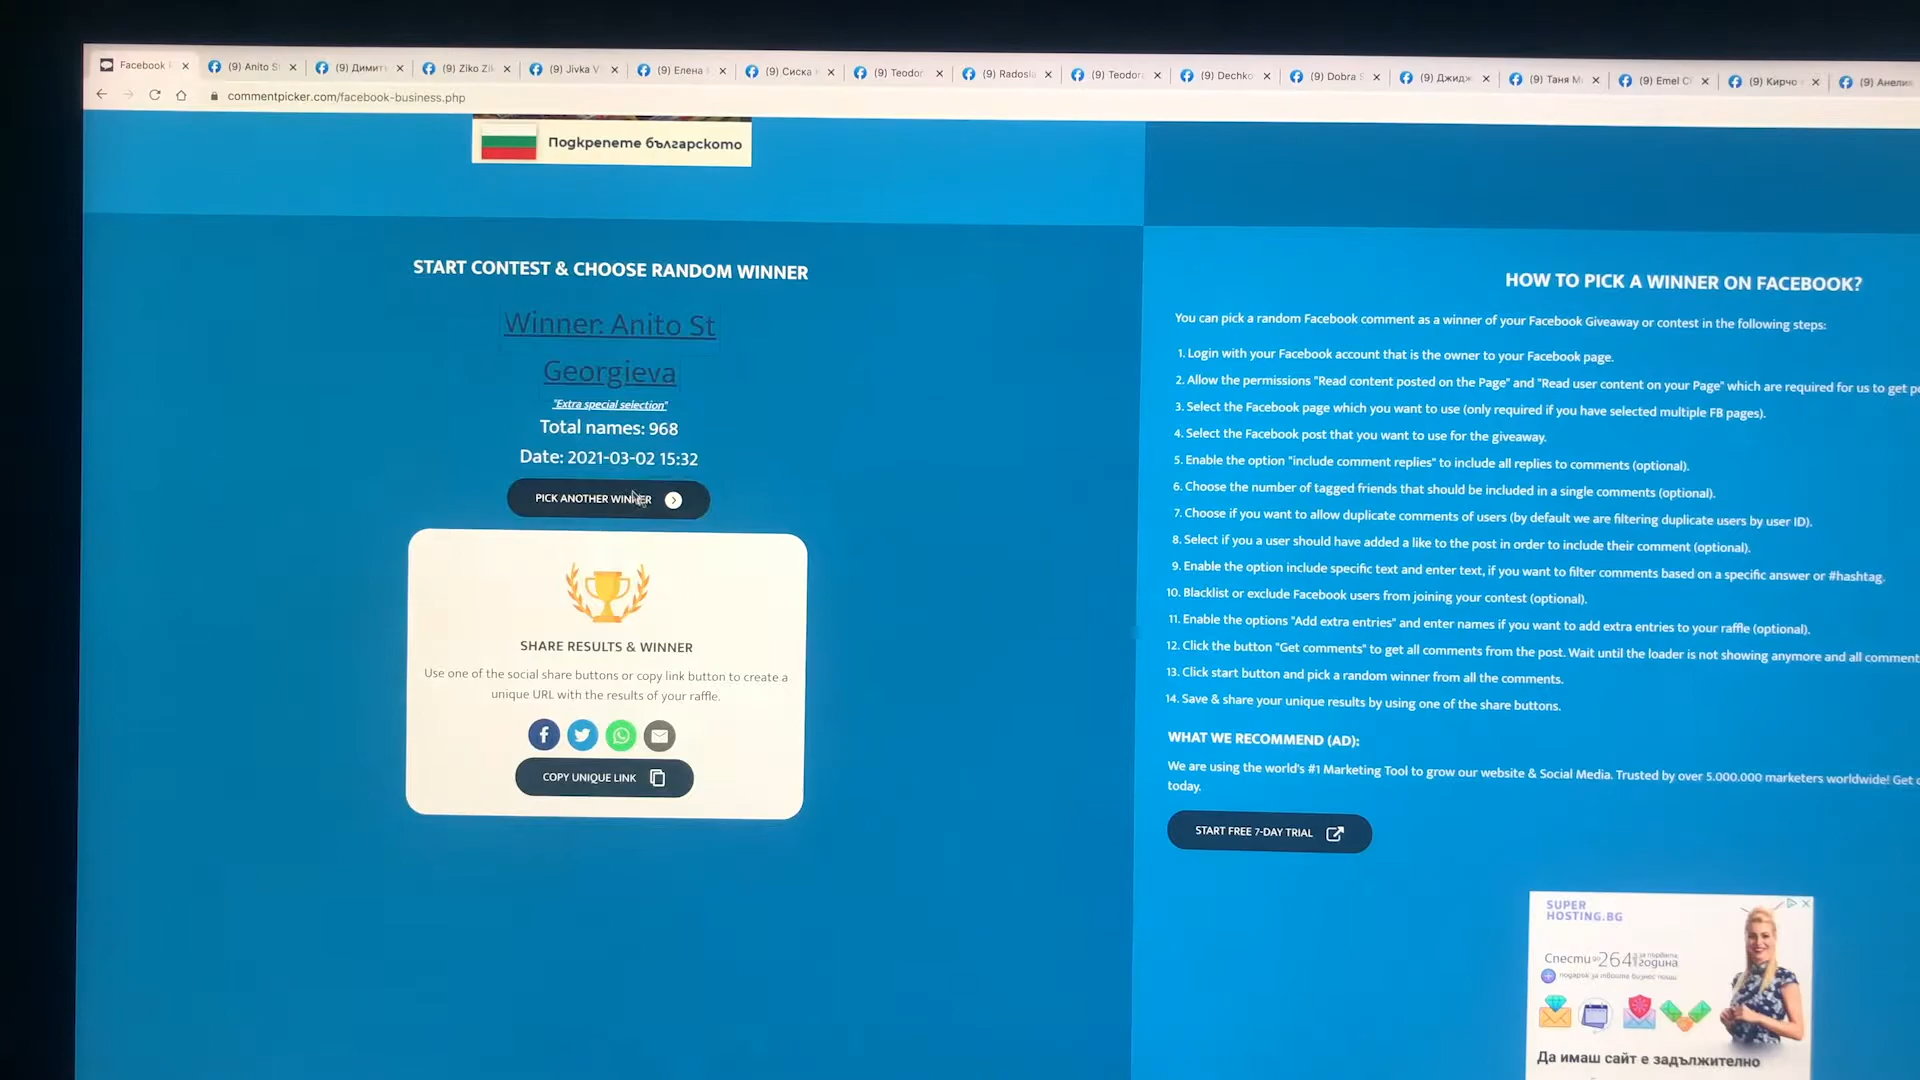 Facebook
(9) Anito S
(9) Димит
(9) Ziko Zi
(9) Jivka V
(9) Елена
(9) Сиска
(9) Teodor
(9) Radosla
(9) Teodor
(9) Dechko
(9) Dobra S
(9) Джидж
(9) Таня М
(9) Emel C
(9) Кирчо
(9) Анелия
commentpicker.com/facebook-business.php
Подкрепете българското
START CONTEST & CHOOSE RANDOM WINNER
Winner: Anito St
Georgieva
"Extra special selection"
Total names: 968
Date: 2021-03-02 15:32
PICK ANOTHER WINNER
SHARE RESULTS & WINNER
Use one of the social share buttons or copy link button to create a
unique URL with the results of your raffle.
COPY UNIQUE LINK
HOW TO PICK A WINNER ON FACEBOOK?
You can pick a random Facebook comment as a winner of your Facebook Giveaway or contest in the following steps:
1. Login with your Facebook account that is the owner to your Facebook page.
2. Allow the permissions "Read content posted on the Page" and "Read user content on your Page" which are required for us to get po
3. Select the Facebook page which you want to use (only required if you have selected multiple FB pages).
4. Select the Facebook post that you want to use for the giveaway.
5. Enable the option "include comment replies" to include all replies to comments (optional).
6. Choose the number of tagged friends that should be included in a single comments (optional).
7. Choose if you want to allow duplicate comments of users (by default we are filtering duplicate users by user ID).
8. Select if you a user should have added a like to the post in order to include their comment (optional).
9. Enable the option include specific text and enter text, if you want to filter comments based on a specific answer or #hashtag.
10. Blacklist or exclude Facebook users from joining your contest (optional).
11. Enable the options "Add extra entries" and enter names if you want to add extra entries to your raffle (optional).
12. Click the button "Get comments" to get all comments from the post. Wait until the loader is not showing anymore and all comment
13. Click start button and pick a random winner from all the comments.
14. Save & share your unique results by using one of the share buttons.
WHAT WE RECOMMEND (AD):
We are using the world's #1 Marketing Tool to grow our website & Social Media. Trusted by over 5.000.000 marketers worldwide! Get
today.
START FREE 7-DAY TRIAL
SUPER
HOSTING.BG
Спести до 264 за първата година
подарък за твоите бизнес пощи
Да имаш сайт е задължително